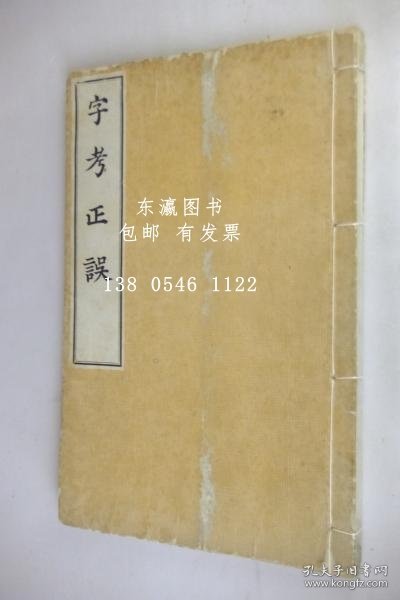 字考正誤
东瀛图书
包邮 有发票
138 0546 1122
孔夫子旧书网
www.kongfz.com